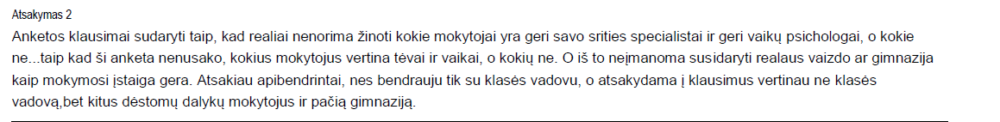 Atsakymas 2
Anketos klausimai sudaryti taip, kad realiai nenorima žinoti kokie mokytojai yra geri savo srities specialistai ir geri vaikų psichologai, o kokie
ne...taip kad ši anketa nenusako, kokius mokytojus vertina tėvai ir vaikai, o kokių ne. O iš to neįmanoma susidaryti realaus vaizdo ar gimnazija
kaip mokymosi įstaiga gera. Atsakiau apibendrintai, nes bendrauju tik su klasės vadovu, o atsakydama į klausimus vertinau ne klasės
vadovą,bet kitus dėstomų dalykų mokytojus ir pačią gimnaziją.